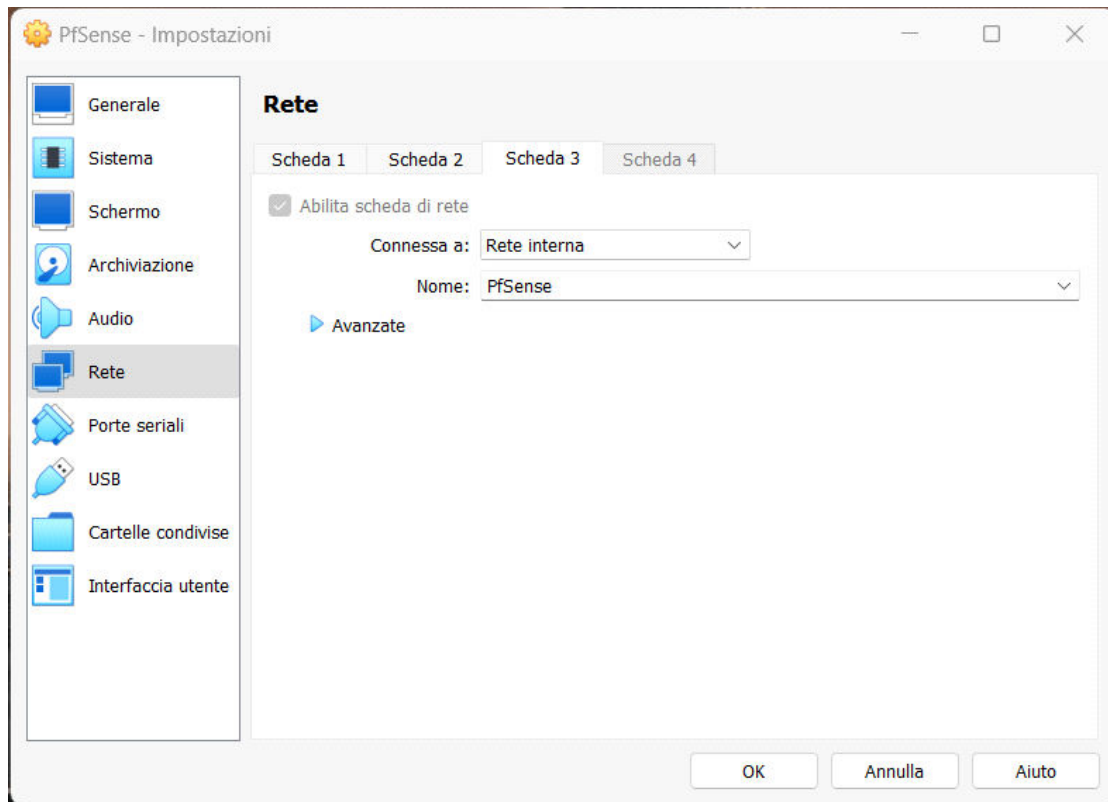 PfSense - Impostazioni
Generale
Sistema
Schermo
Archiviazione
Audio
Rete
Porte seriali
USB
Cartelle condivise
Interfaccia utente
Rete
Scheda 1 Scheda 2 Scheda 3 Scheda 4
Abilita scheda di rete
Connessa a: Rete interna
Nome: PfSense
Avanzate
OK Annulla Aiuto